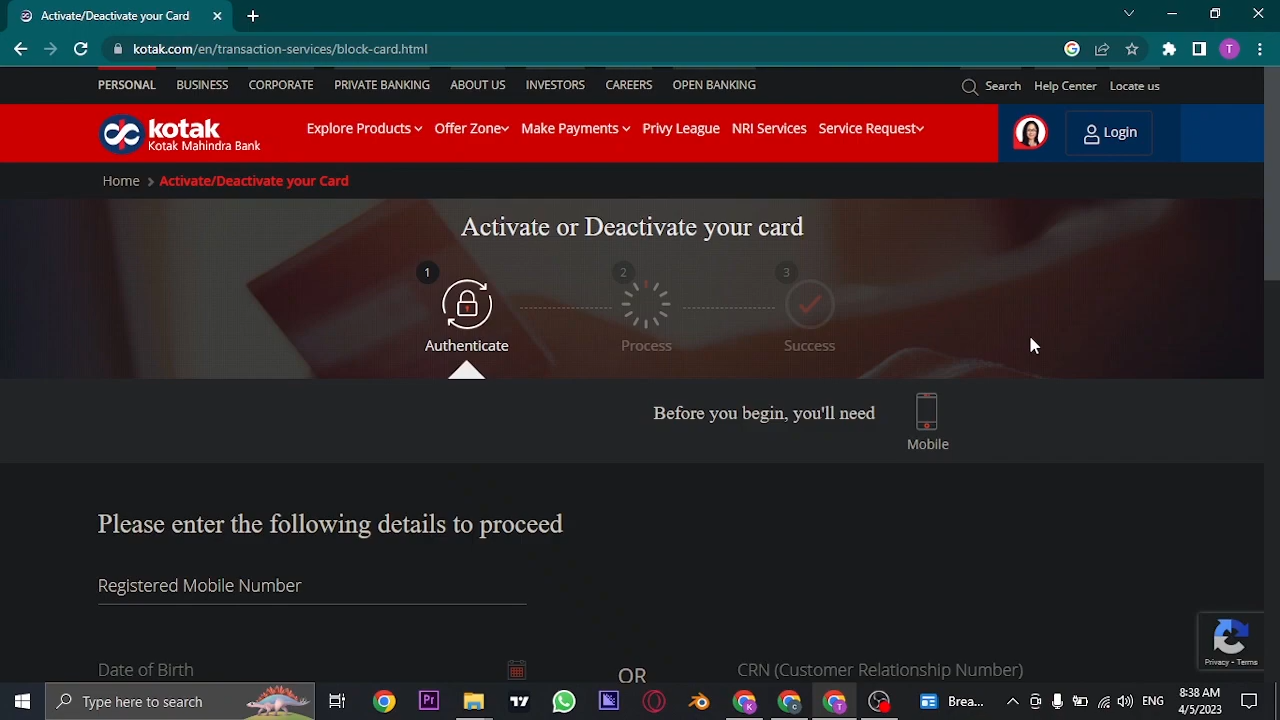 Activate/Deactivate your Card
kotak.com/en/transaction-services/block-card.html
T
PERSONAL BUSINESS CORPORATE PRIVATE BANKING ABOUT US INVESTORS CAREERS OPEN BANKING Search Help Center Locate us
kotak
Kotak Mahindra Bank
Explore Products Offer Zone Make Payments Privy League NRI Services Service Request Login
Home Activate/Deactivate your Card
Activate or Deactivate your card
1 2 3
Authenticate Process Success
Before you begin, you'll need
Mobile
Please enter the following details to proceed
Registered Mobile Number
Privacy - Terms
Date of Birth OR CRN (Customer Relationship Number)
Type here to search
Pr
K
C
T
Brea...
ENG
8:38 AM
4/5/2023